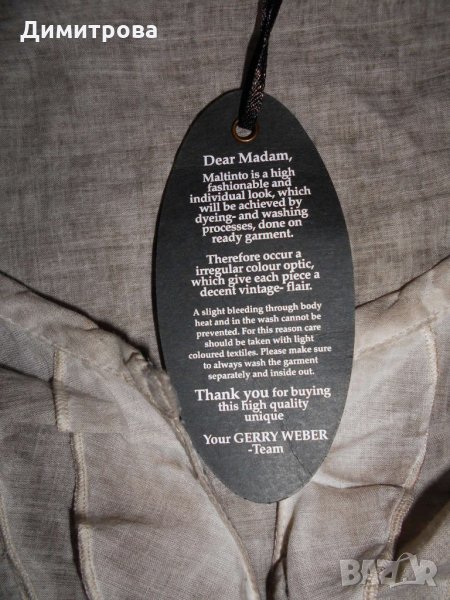 Димитрова
Dear Madam,
Maltinto is a high
fashionable and
individual look, which
will be achieved by
dyeing- and washing
processes, done on
ready garment.
Therefore occur a
irregular colour optic,
which give each piece a
decent vintage- flair.
A slight bleeding through body
heat and in the wash cannot be
prevented. For this reason care
should be taken with light
coloured textiles. Please make sure
to always wash the garment
separately and inside out.
Thank you for buying
this high quality
unique
Your GERRY WEBER
-Team
BAZAR